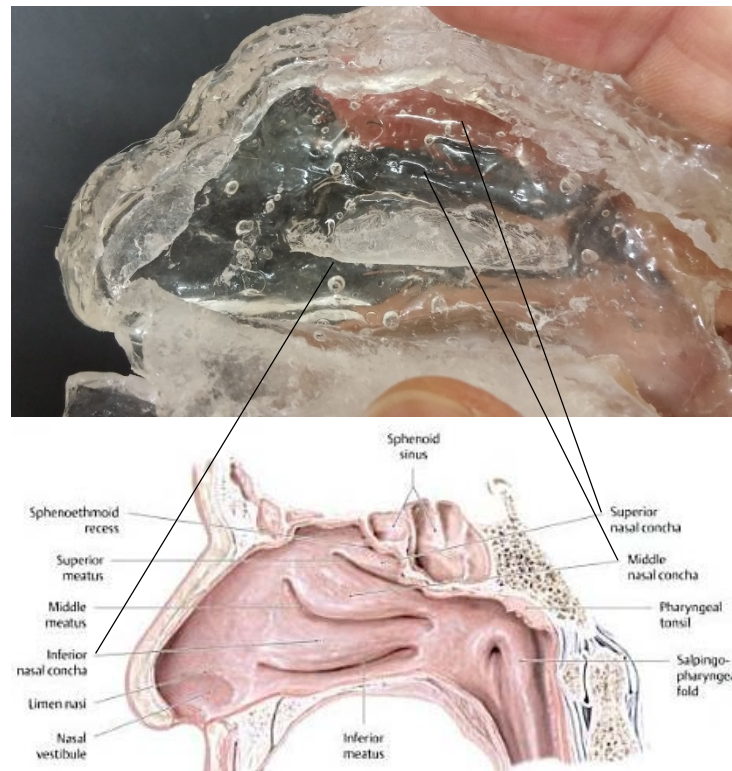 Sphenoid
sinus
Sphenoethmoid
recess
Superior
meatus
Middle
meatus
Inferior
nasal concha
Limen nasi
Nasal
vestibule
Inferior
meatus
Superior
nasal concha
Middle
nasal concha
Pharyngeal
tonsil
Salpingo-
pharyngea
fold